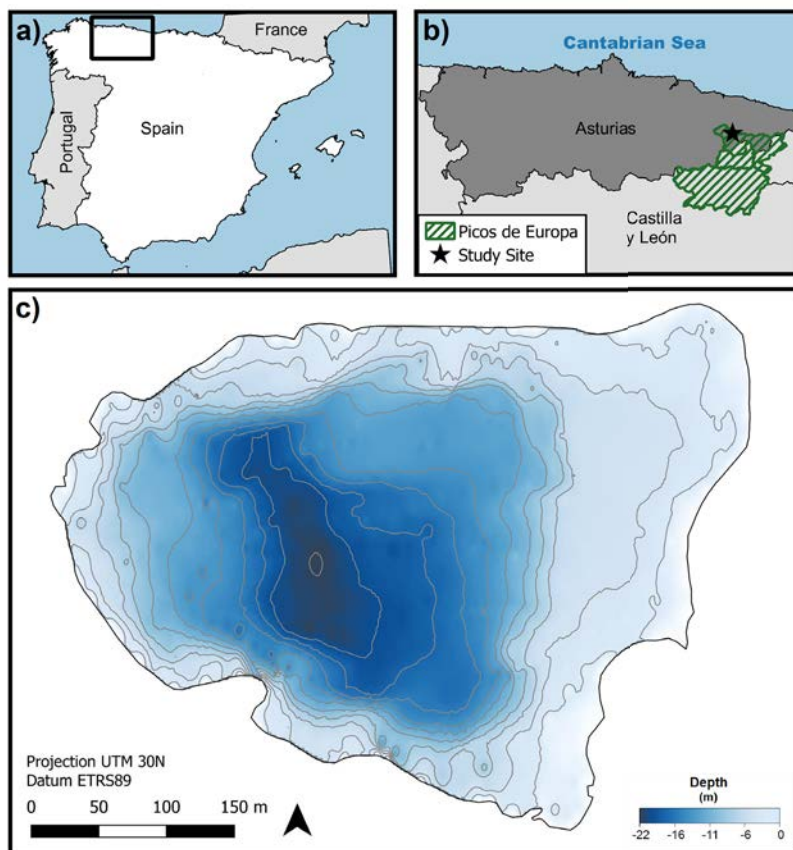 a)
France
Portugal
Spain
b)
Cantabrian Sea
Asturias
Castilla
y León
Picos de Europa
Study Site
c)
Projection UTM 30N
Datum ETRS89
0 50 100 150 m
Depth
(m)
-22 -16 -11 -6 0